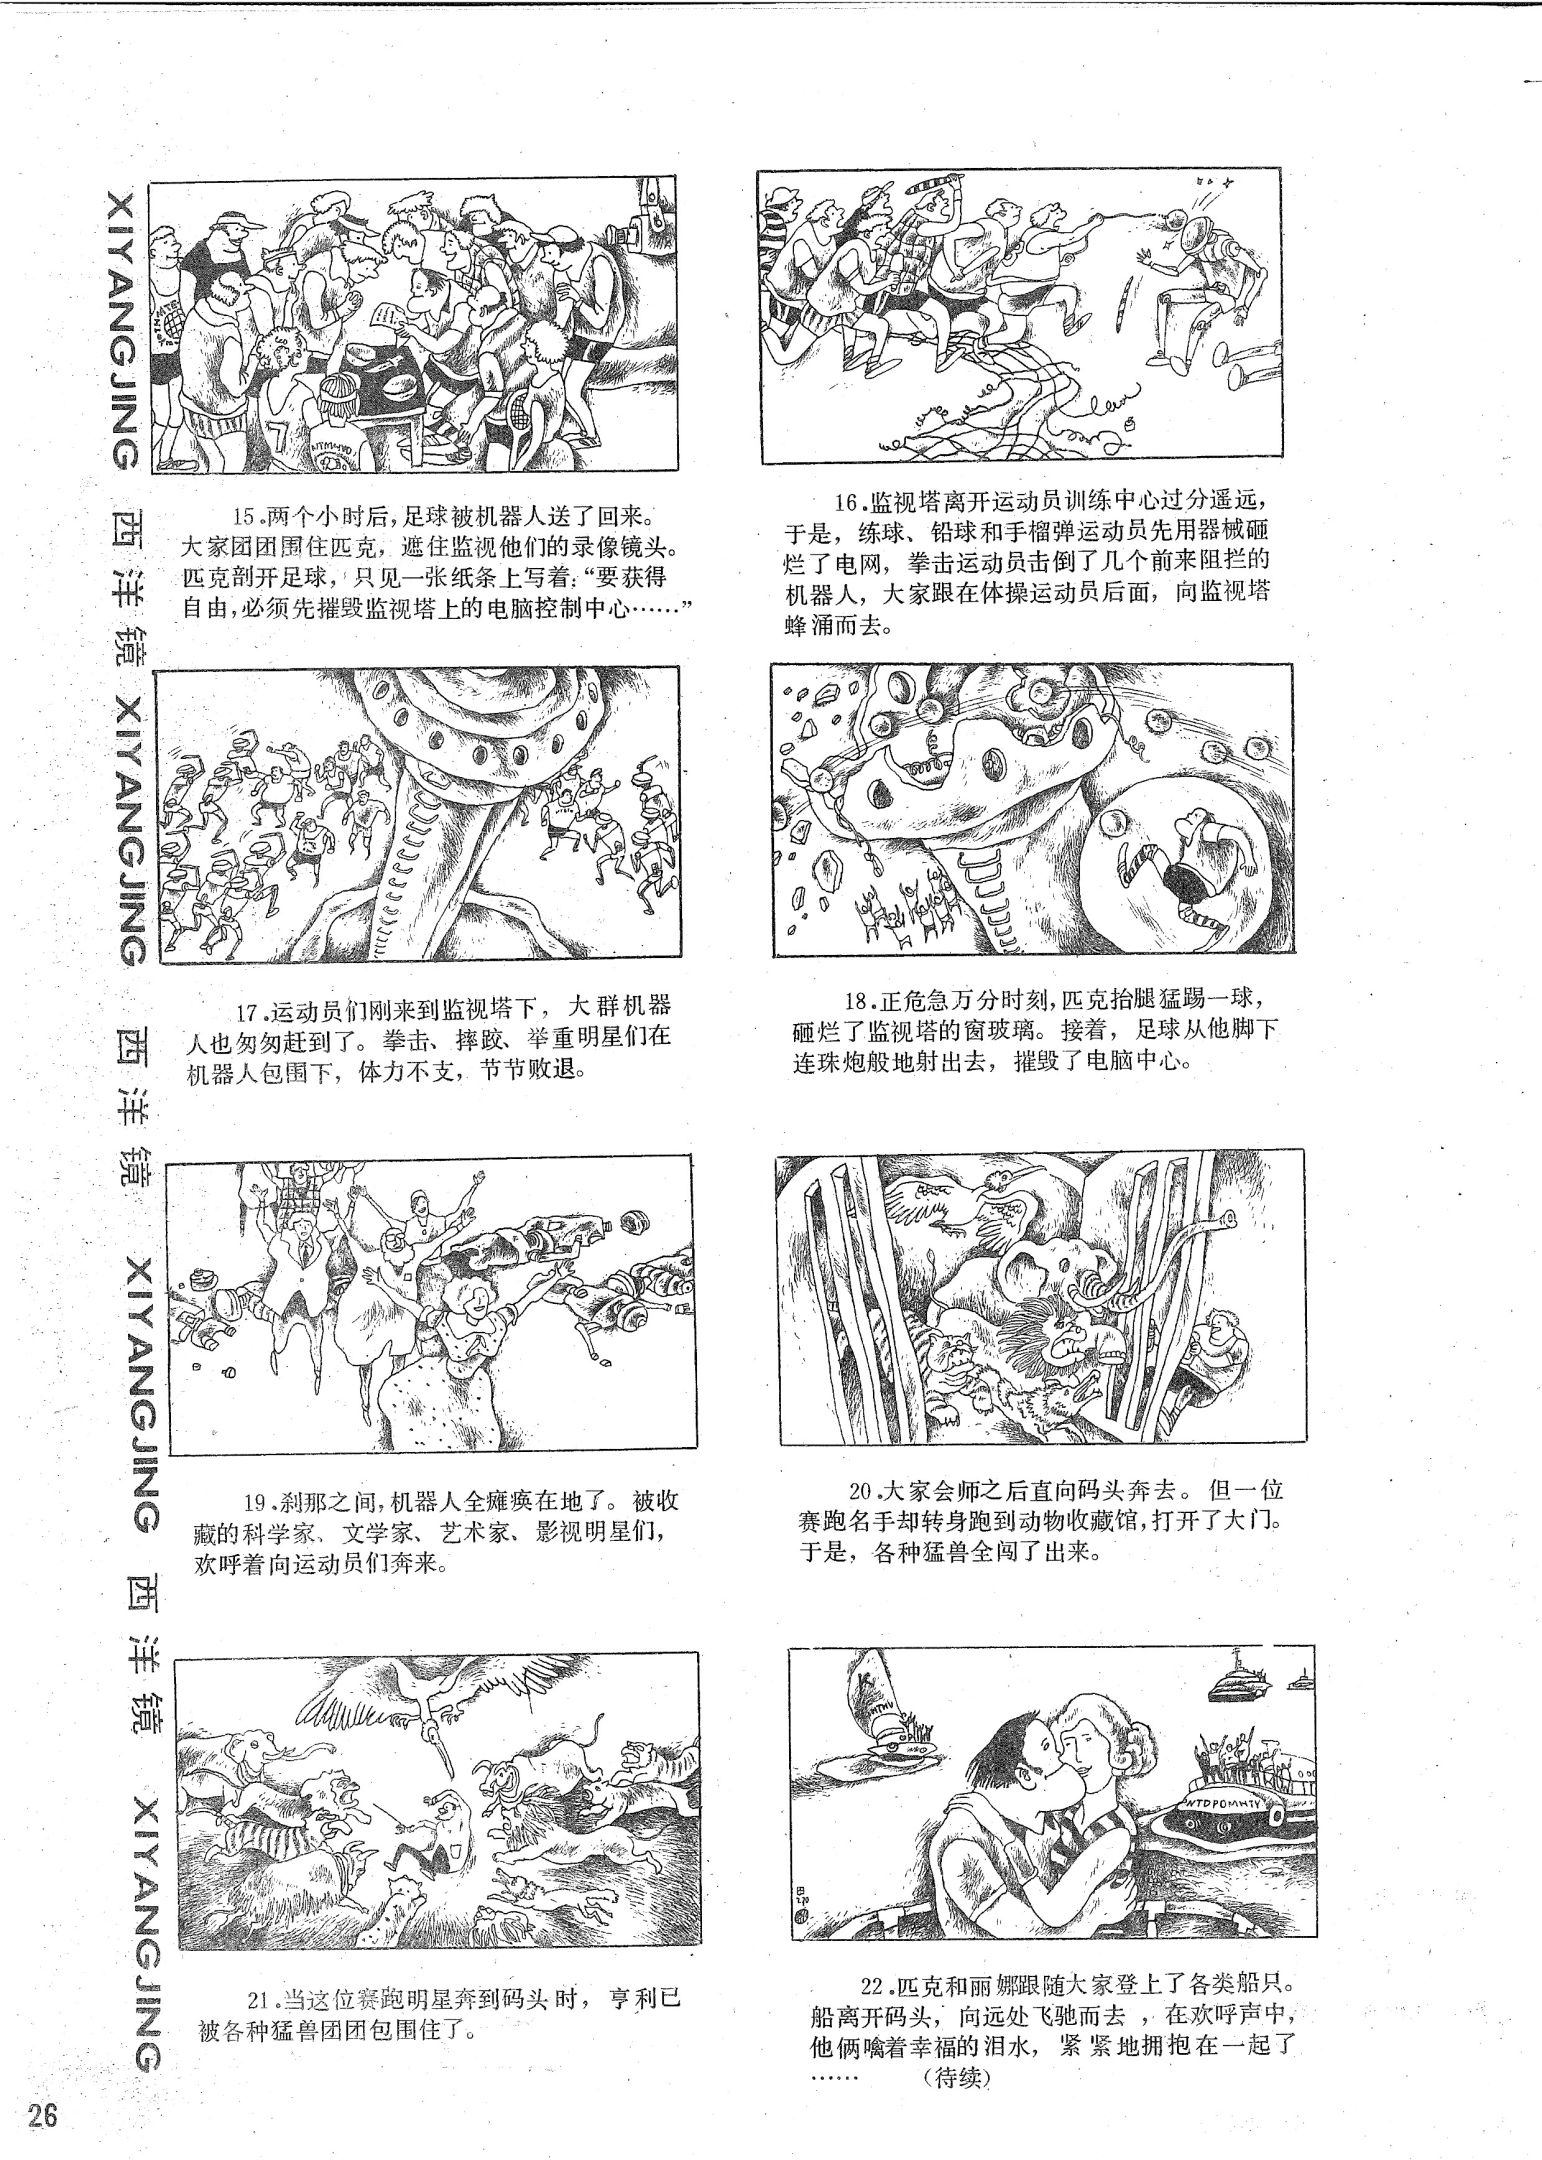 XIYANGJING 西洋镜 XIYANGJING 西洋镜 XIYANGJING 西洋镜 XIYANGJING
15.两个小时后,足球被机器人送了回来。
大家团团围住匹克，遮住监视他们的录像镜头。
匹克剖开足球，只见一张纸条上写着:“要获得
自由,必须先摧毁监视塔上的电脑控制中心……”
16.监视塔离开运动员训练中心过分遥远，
于是，练球、铅球和手榴弹运动员先用器械砸
烂了电网，拳击运动员击倒了几个前来阻拦的
机器人，大家跟在体操运动员后面，向监视塔
蜂涌而去。
17.运动员们刚来到监视塔下，大群机器
人也匆匆赶到了。拳击、摔跤、举重明星们在
机器人包围下，体力不支，节节败退。
18.正危急万分时刻,匹克抬腿猛踢一球，
砸烂了监视塔的窗玻璃。接着，足球从他脚下
连珠炮般地射出去，摧毁了电脑中心。
19.刹那之间,机器人全瘫痪在地了。被收
藏的科学家、文学家、艺术家、影视明星们，
欢呼着向运动员们奔来。
20.大家会师之后直向码头奔去。但一位
赛跑名手却转身跑到动物收藏馆,打开了大门。
于是，各种猛兽全闯了出来。
21.当这位赛跑明星奔到码头时，亨利已
被各种猛兽团团包围住了。
NTDPOMHTY
22.匹克和丽娜跟随大家登上了各类船只。
船离开码头，向远处飞驰而去，在欢呼声中，
他俩噙着幸福的泪水，紧紧地拥抱在一起了
……（待续）
26